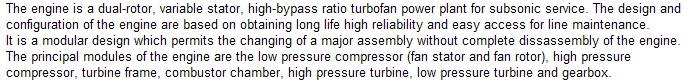 The engine is a dual-rotor, variable stator, high-bypass ratio turbofan power plant for subsonic service. The design and
configuration of the engine are based on obtaining long life high reliability and easy access for line maintenance.
It is a modular design which permits the changing of a major assembly without complete dissassembly of the engine.
The principal modules of the engine are the low pressure compressor (fan stator and fan rotor), high pressure
compressor, turbine frame, combustor chamber, high pressure turbine, low pressure turbine and gearbox.